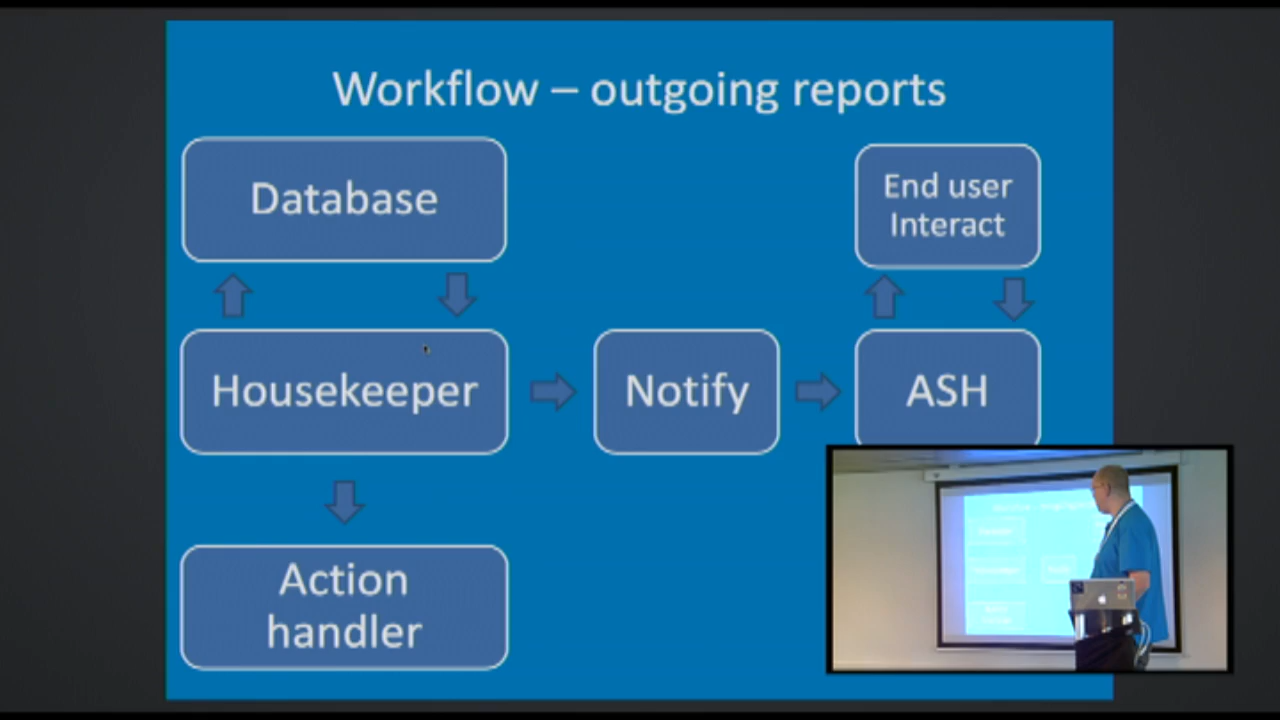 Workflow – outgoing reports
Database
End user
Interact
Housekeeper
Notify
ASH
Action
handler